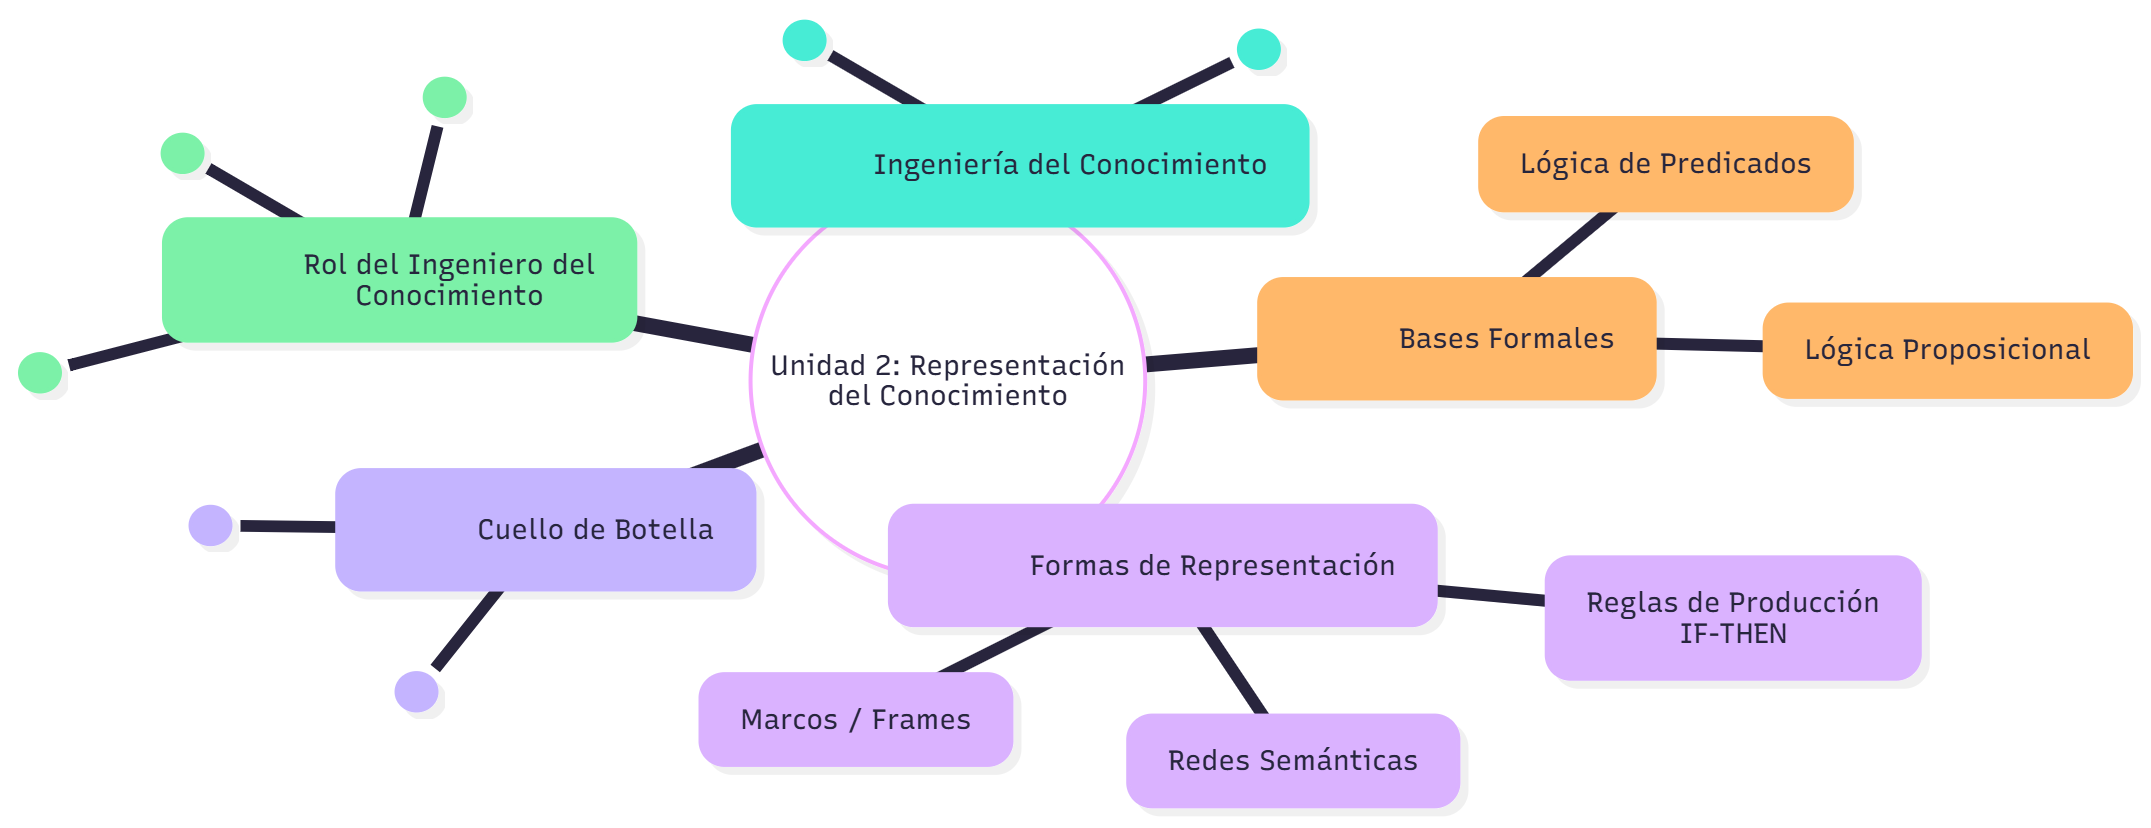 Ingeniería del Conocimiento
Lógica de Predicados
Rol del Ingeniero del
Conocimiento
Bases Formales
Lógica Proposicional
Unidad 2: Representación
del Conocimiento
Cuello de Botella
Formas de Representación
Reglas de Producción
IF-THEN
Marcos / Frames
Redes Semánticas